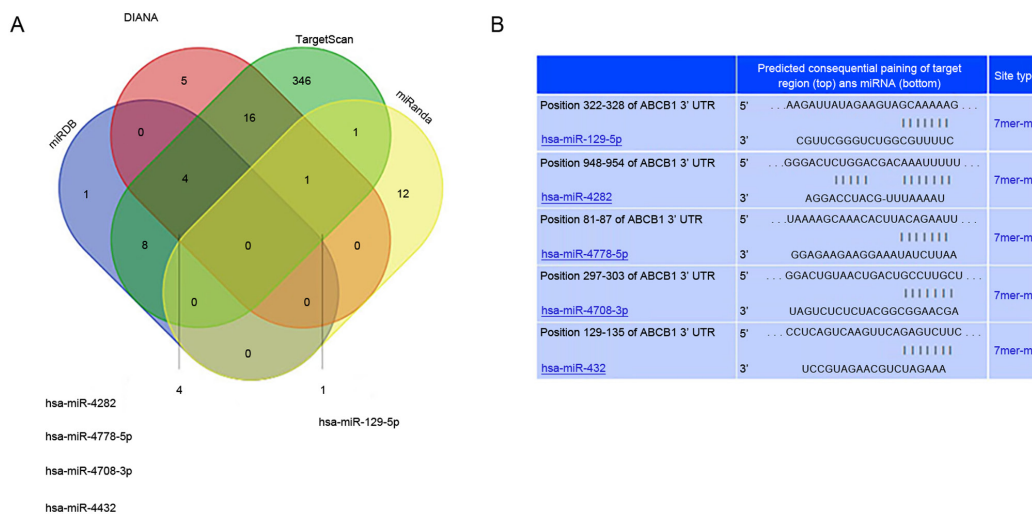 A
DIANA
TargetScan
miRDB
miRanda
5
346
0
16
1
1
4
1
12
8
0
0
0
0
0
4
1
hsa-miR-4282
hsa-miR-129-5p
hsa-miR-4778-5p
hsa-miR-4708-3p
hsa-miR-4432
B
Predicted consequential paining of target
region (top) ans miRNA (bottom)
Site typ
Position 322-328 of ABCB1 3' UTR 5' ...AAGAUUAUAGAAGUAGCAAAAAG...
hsa-miR-129-5p 3' CGUUCGGGUCUGGCGUUUUC
7mer-m
Position 948-954 of ABCB1 3' UTR 5' ...GGGACUCUGGACGACAAAUUUUU...
hsa-miR-4282 3' AGGACCUACG-UUUAAAAU
7mer-m
Position 81-87 of ABCB1 3' UTR 5' ...UAAAAGCAAACACUUACAGAAUU...
hsa-miR-4778-5p 3' GGAGAAGAAGGAAAUAUCUUAA
7mer-m
Position 297-303 of ABCB1 3' UTR 5' ...GGACUGUAACUGACUGCCUUGCU...
hsa-miR-4708-3p 3' UAGUCUCUCUACGGCGGAACGA
7mer-m
Position 129-135 of ABCB1 3' UTR 5' ...CCUCAGUCAAGUUCAGAGUCUUC...
hsa-miR-432 3' UCCGUAGAACGUCUAGAAA
7mer-m